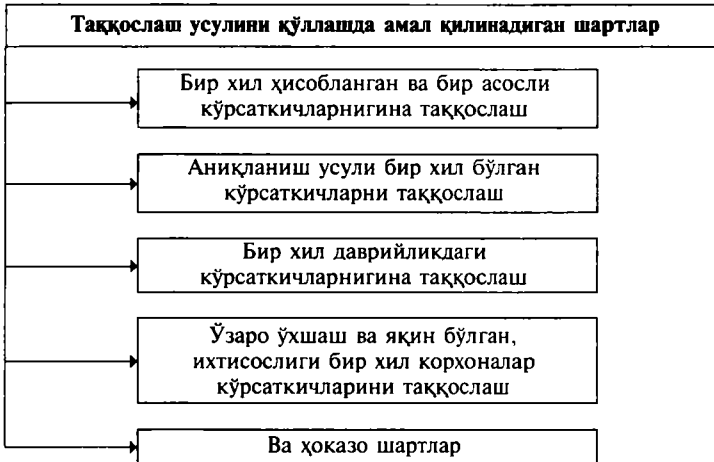 Таққослаш усулини қўллашда амал қилинадиган шартлар
Бир хил ҳисобланган ва бир асосли
кўрсаткичларнигина таққослаш
Аниқланиш усули бир хил бўлган
кўрсаткичларни таққослаш
Бир хил даврийликдаги
кўрсаткичларнигина таққослаш
Ўзаро ўхшаш ва яқин бўлган,
ихтисослиги бир хил корхоналар
кўрсаткичларини таққослаш
Ва ҳоказо шартлар